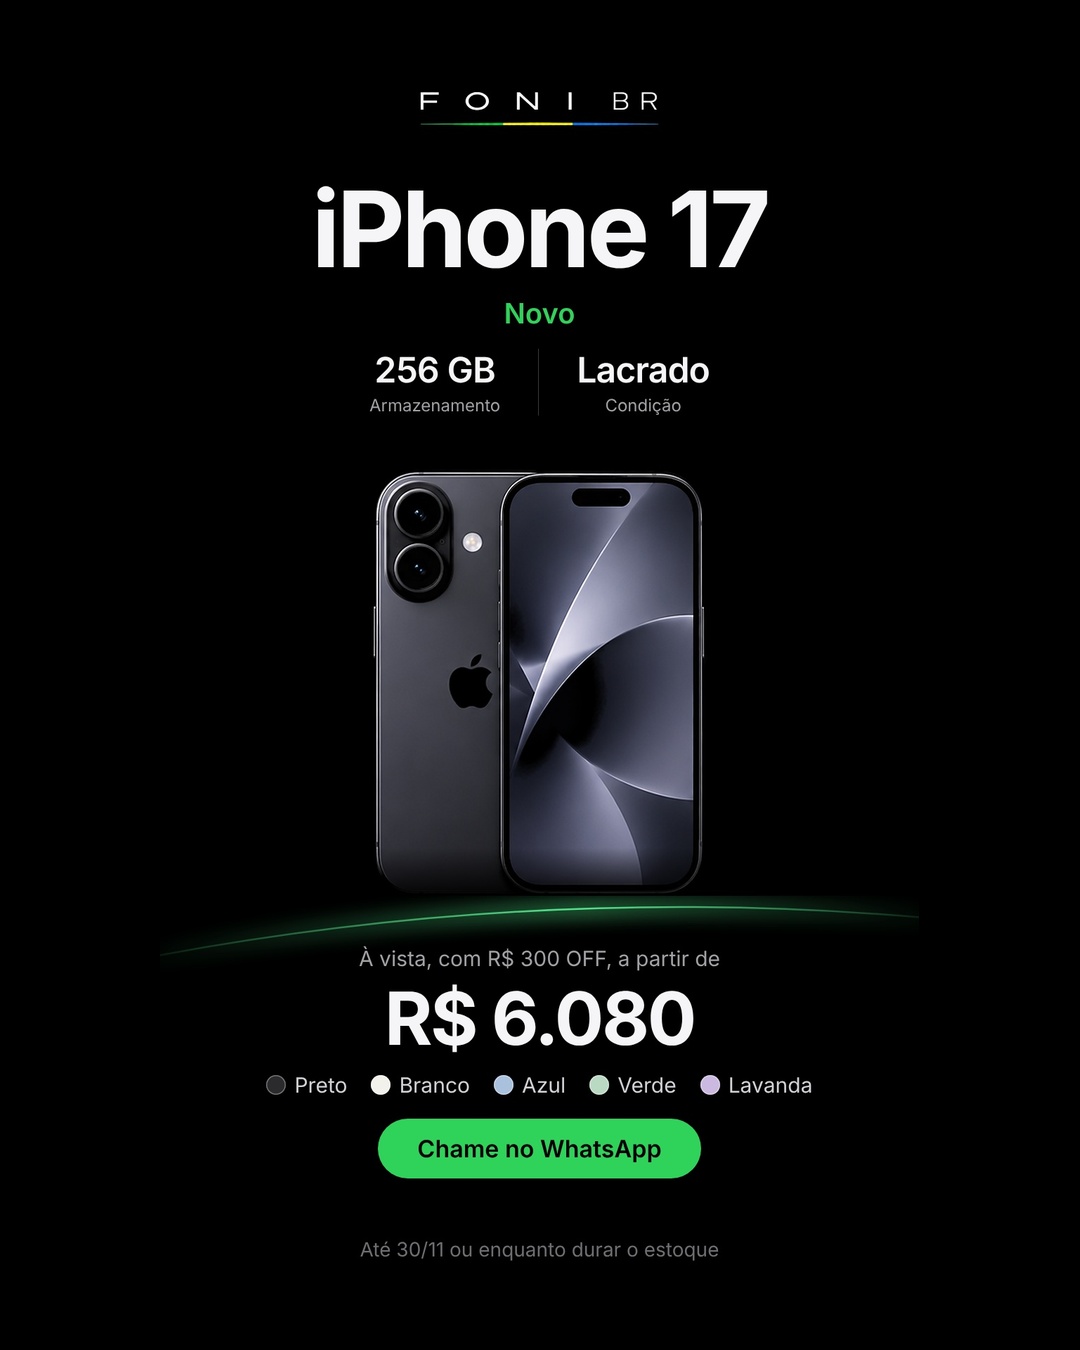 FONI BR
iPhone 17
Novo
256 GB
Armazenamento
Lacrado
Condição
À vista, com R$ 300 OFF, a partir de
R$ 6.080
Preto Branco Azul Verde Lavanda
Chame no WhatsApp
Até 30/11 ou enquanto durar o estoque